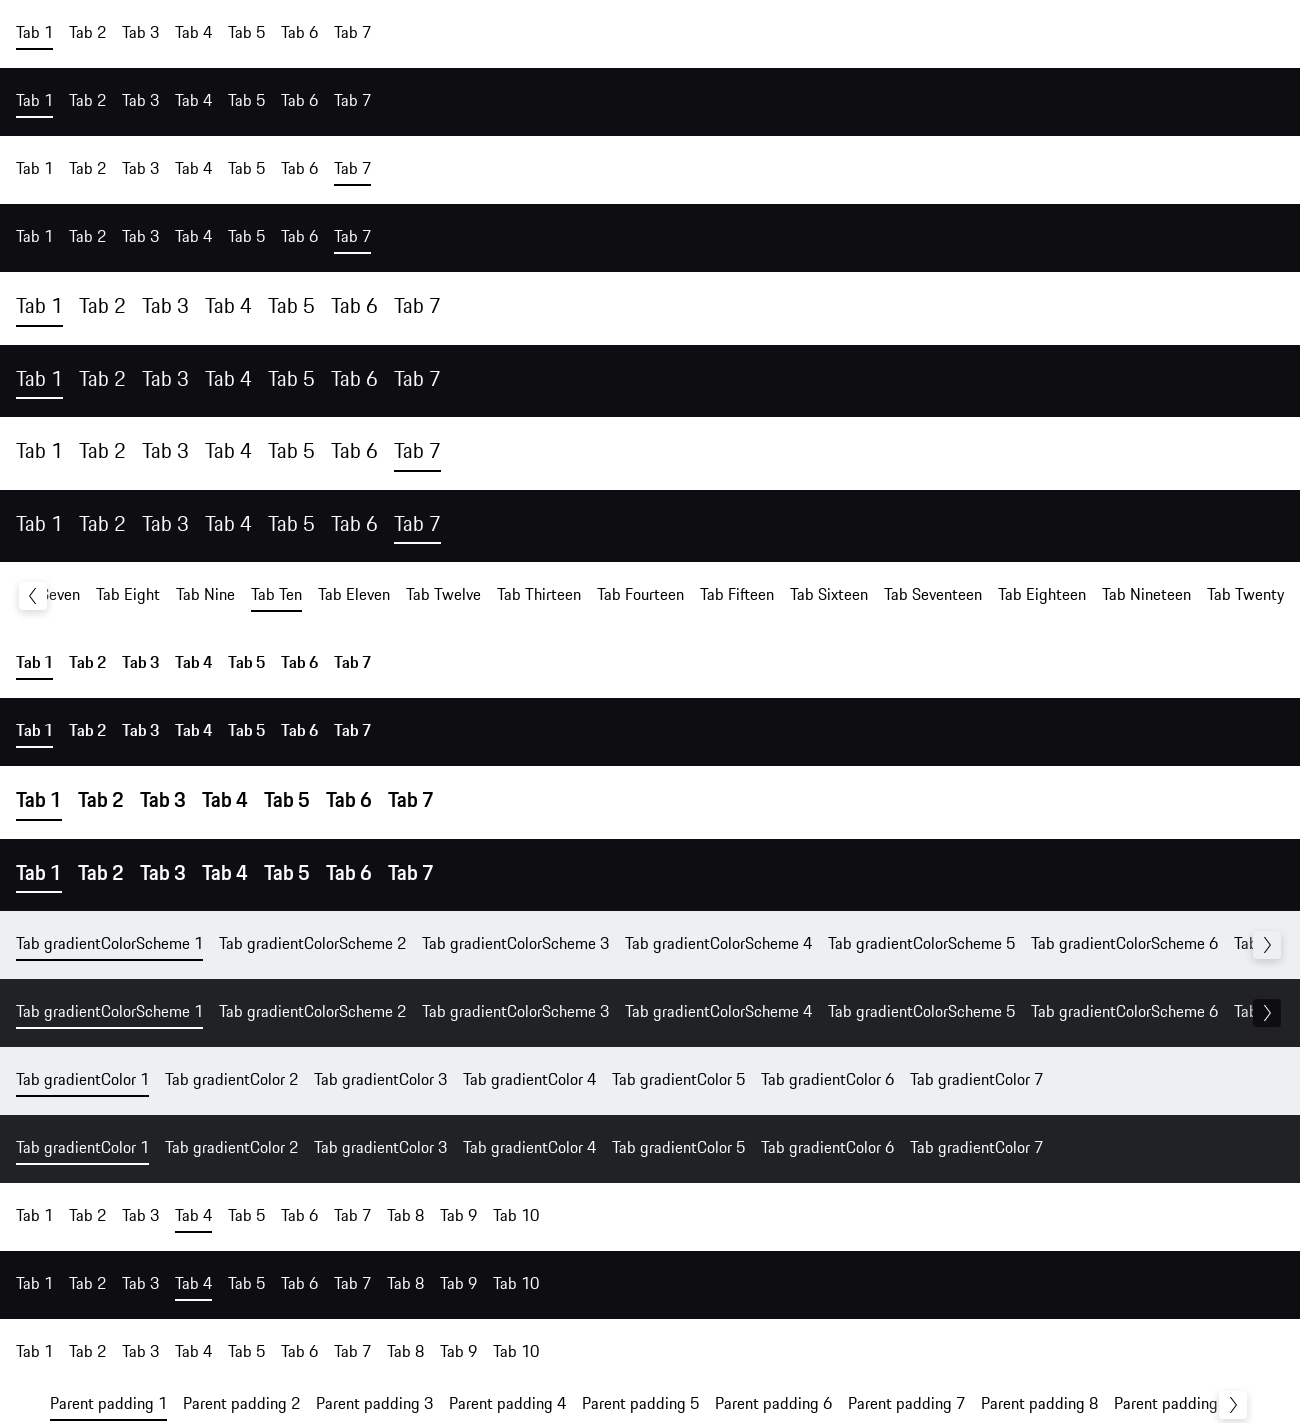 Tab 1 Tab 2 Tab 3 Tab 4 Tab 5 Tab 6 Tab 7
Tab 1 Tab 2 Tab 3 Tab 4 Tab 5 Tab 6 Tab 7
Tab 1 Tab 2 Tab 3 Tab 4 Tab 5 Tab 6 Tab 7
Tab 1 Tab 2 Tab 3 Tab 4 Tab 5 Tab 6 Tab 7
Tab 1 Tab 2 Tab 3 Tab 4 Tab 5 Tab 6 Tab 7
Tab 1 Tab 2 Tab 3 Tab 4 Tab 5 Tab 6 Tab 7
Tab 1 Tab 2 Tab 3 Tab 4 Tab 5 Tab 6 Tab 7
Tab 1 Tab 2 Tab 3 Tab 4 Tab 5 Tab 6 Tab 7
Seven Tab Eight Tab Nine Tab Ten Tab Eleven Tab Twelve Tab Thirteen Tab Fourteen Tab Fifteen Tab Sixteen Tab Seventeen Tab Eighteen Tab Nineteen Tab Twenty
Tab 1 Tab 2 Tab 3 Tab 4 Tab 5 Tab 6 Tab 7
Tab 1 Tab 2 Tab 3 Tab 4 Tab 5 Tab 6 Tab 7
Tab 1 Tab 2 Tab 3 Tab 4 Tab 5 Tab 6 Tab 7
Tab 1 Tab 2 Tab 3 Tab 4 Tab 5 Tab 6 Tab 7
Tab gradientColorScheme 1 Tab gradientColorScheme 2 Tab gradientColorScheme 3 Tab gradientColorScheme 4 Tab gradientColorScheme 5 Tab gradientColorScheme 6 Tab
Tab gradientColorScheme 1 Tab gradientColorScheme 2 Tab gradientColorScheme 3 Tab gradientColorScheme 4 Tab gradientColorScheme 5 Tab gradientColorScheme 6 Tab
Tab gradientColor 1 Tab gradientColor 2 Tab gradientColor 3 Tab gradientColor 4 Tab gradientColor 5 Tab gradientColor 6 Tab gradientColor 7
Tab gradientColor 1 Tab gradientColor 2 Tab gradientColor 3 Tab gradientColor 4 Tab gradientColor 5 Tab gradientColor 6 Tab gradientColor 7
Tab 1 Tab 2 Tab 3 Tab 4 Tab 5 Tab 6 Tab 7 Tab 8 Tab 9 Tab 10
Tab 1 Tab 2 Tab 3 Tab 4 Tab 5 Tab 6 Tab 7 Tab 8 Tab 9 Tab 10
Tab 1 Tab 2 Tab 3 Tab 4 Tab 5 Tab 6 Tab 7 Tab 8 Tab 9 Tab 10
Parent padding 1 Parent padding 2 Parent padding 3 Parent padding 4 Parent padding 5 Parent padding 6 Parent padding 7 Parent padding 8 Parent padding